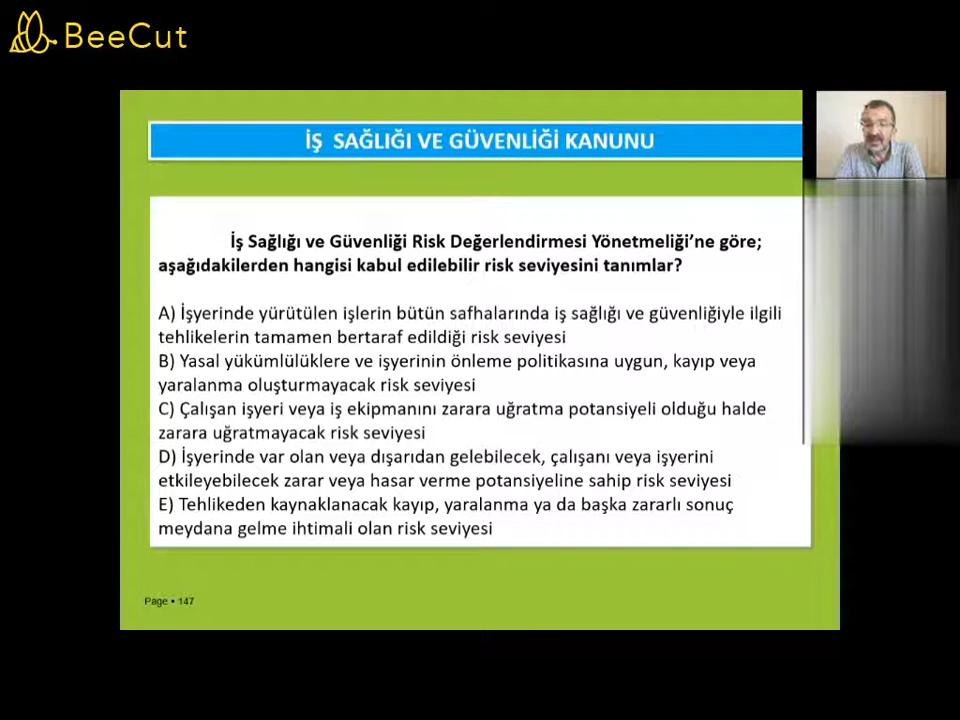 BeeCut
İŞ SAĞLIĞI VE GÜVENLİĞİ KANUNU
İş Sağlığı ve Güvenliği Risk Değerlendirmesi Yönetmeliği’ne göre;
aşağıdakilerden hangisi kabul edilebilir risk seviyesini tanımlar?
A) İşyerinde yürütülen işlerin bütün safhalarında iş sağlığı ve güvenliğiyle ilgili
tehlikelerin tamamen bertaraf edildiği risk seviyesi
B) Yasal yükümlülüklere ve işyerinin önleme politikasına uygun, kayıp veya
yaralanma oluşturmayacak risk seviyesi
C) Çalışan işyeri veya iş ekipmanını zarara uğratma potansiyeli olduğu halde
zarara uğratmayacak risk seviyesi
D) İşyerinde var olan veya dışarıdan gelebilecek, çalışanı veya işyerini
etkileyebilecek zarar veya hasar verme potansiyeline sahip risk seviyesi
E) Tehlikeden kaynaklanacak kayıp, yaralanma ya da başka zararlı sonuç
meydana gelme ihtimali olan risk seviyesi
Page ▪ 147